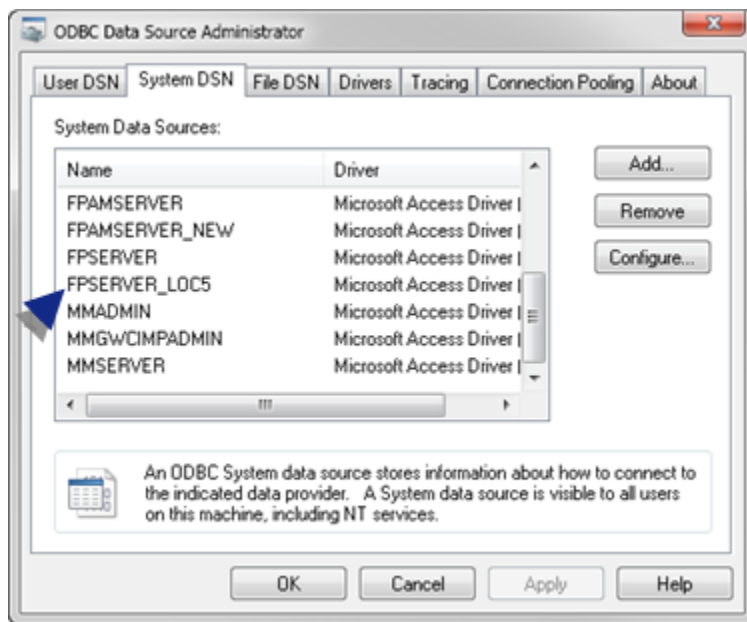 ODBC Data Source Administrator
User DSN System DSN File DSN Drivers Tracing Connection Pooling About
System Data Sources:
Name Driver
FPAMSERVER Microsoft Access Driver (
FPAMSERVER_NEW Microsoft Access Driver (
FPSERVER Microsoft Access Driver (
FPSERVER_LOC5 Microsoft Access Driver (
MMADMIN Microsoft Access Driver (
MMGWCIMPADMIN Microsoft Access Driver (
MMSERVER Microsoft Access Driver (
Add...
Remove
Configure...
An ODBC System data source stores information about how to connect to
the indicated data provider. A System data source is visible to all users
on this machine, including NT services.
OK Cancel Apply Help